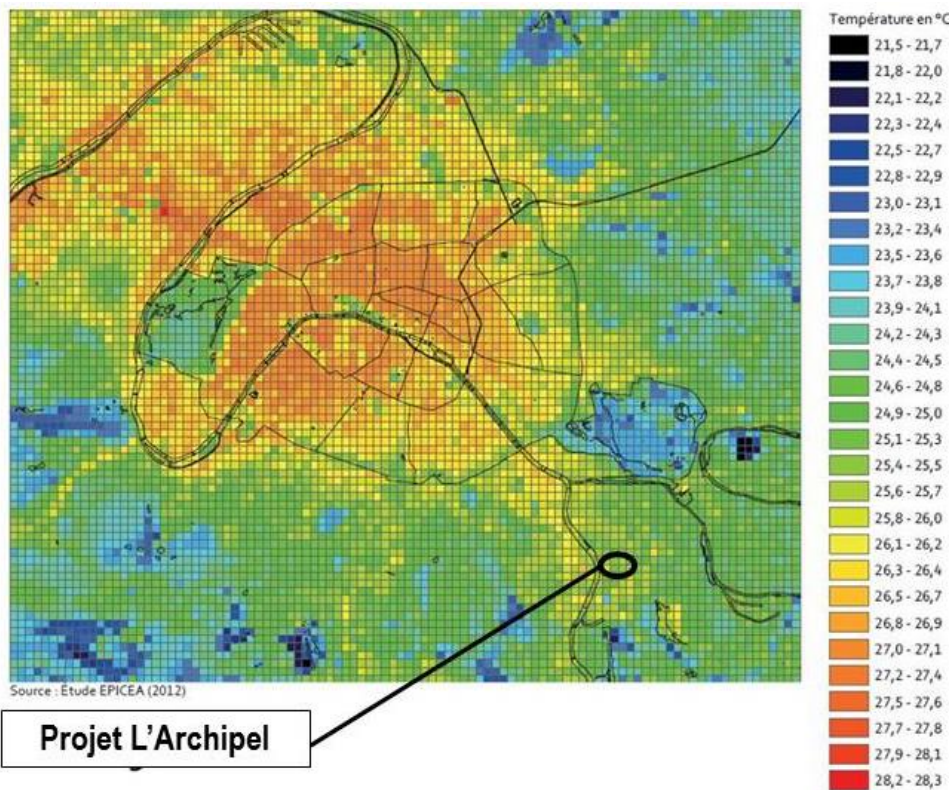 Température en °C
21,5 - 21,7
21,8 - 22,0
22,1 - 22,2
22,3 - 22,4
22,5 - 22,7
22,8 - 22,9
23,0 - 23,1
23,2 - 23,4
23,5 - 23,6
23,7 - 23,8
23,9 - 24,1
24,2 - 24,3
24,4 - 24,5
24,6 - 24,8
24,9 - 25,0
25,1 - 25,3
25,4 - 25,5
25,6 - 25,7
25,8 - 26,0
26,1 - 26,2
26,3 - 26,4
26,5 - 26,7
26,8 - 26,9
27,0 - 27,1
27,2 - 27,4
27,5 - 27,6
27,7 - 27,8
27,9 - 28,1
28,2 - 28,3
Source : Étude EPICEA (2012)
Projet L'Archipel